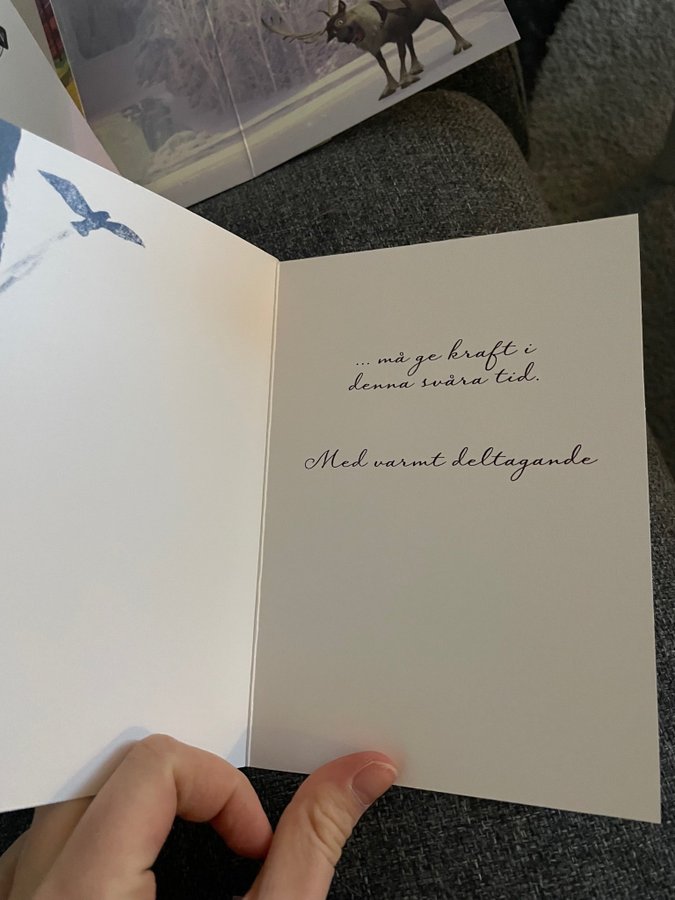 ... må ge kraft i
denna svåra tid.
Med varmt deltagande